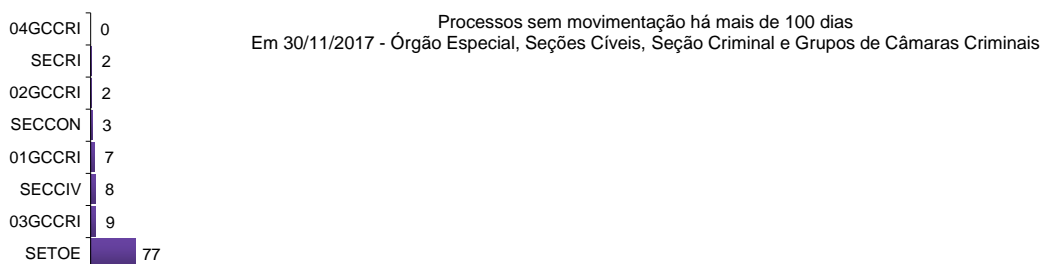 Processos sem movimentação há mais de 100 dias
Em 30/11/2017 - Órgão Especial, Seções Cíveis, Seção Criminal e Grupos de Câmaras Criminais
04GCCRI 0
SECRI 2
02GCCRI 2
SECCON 3
01GCCRI 7
SECCIV 8
03GCCRI 9
SETOE 77